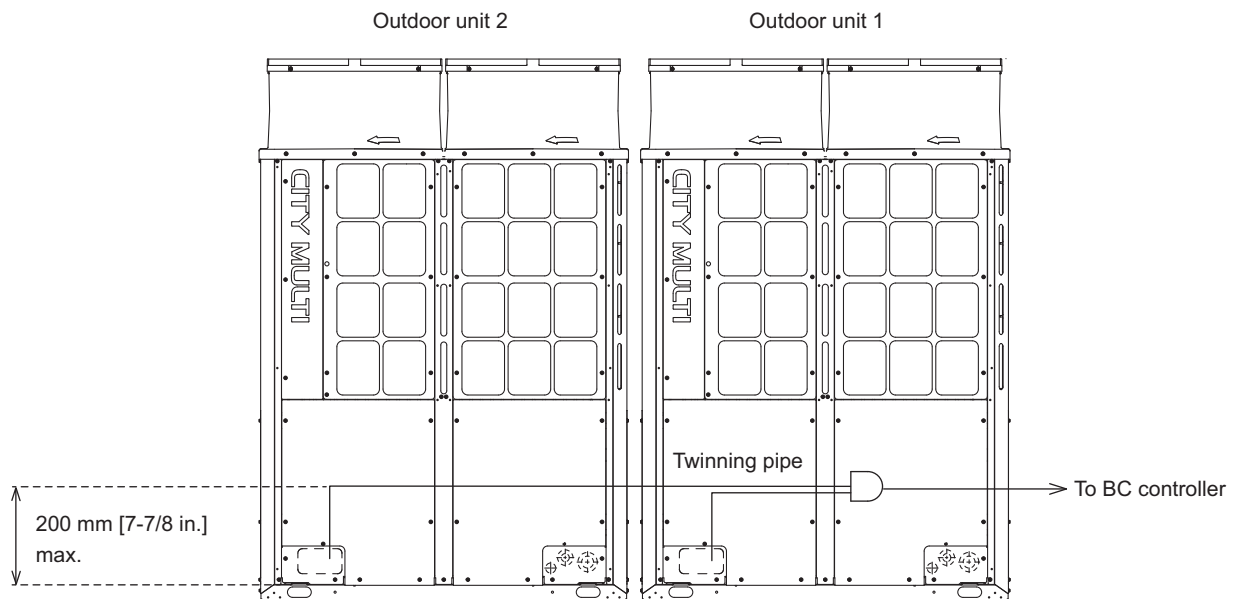 Outdoor unit 2
Outdoor unit 1
CITY MULTI
CITY MULTI
Twinning pipe
To BC controller
200 mm [7-7/8 in.]
max.